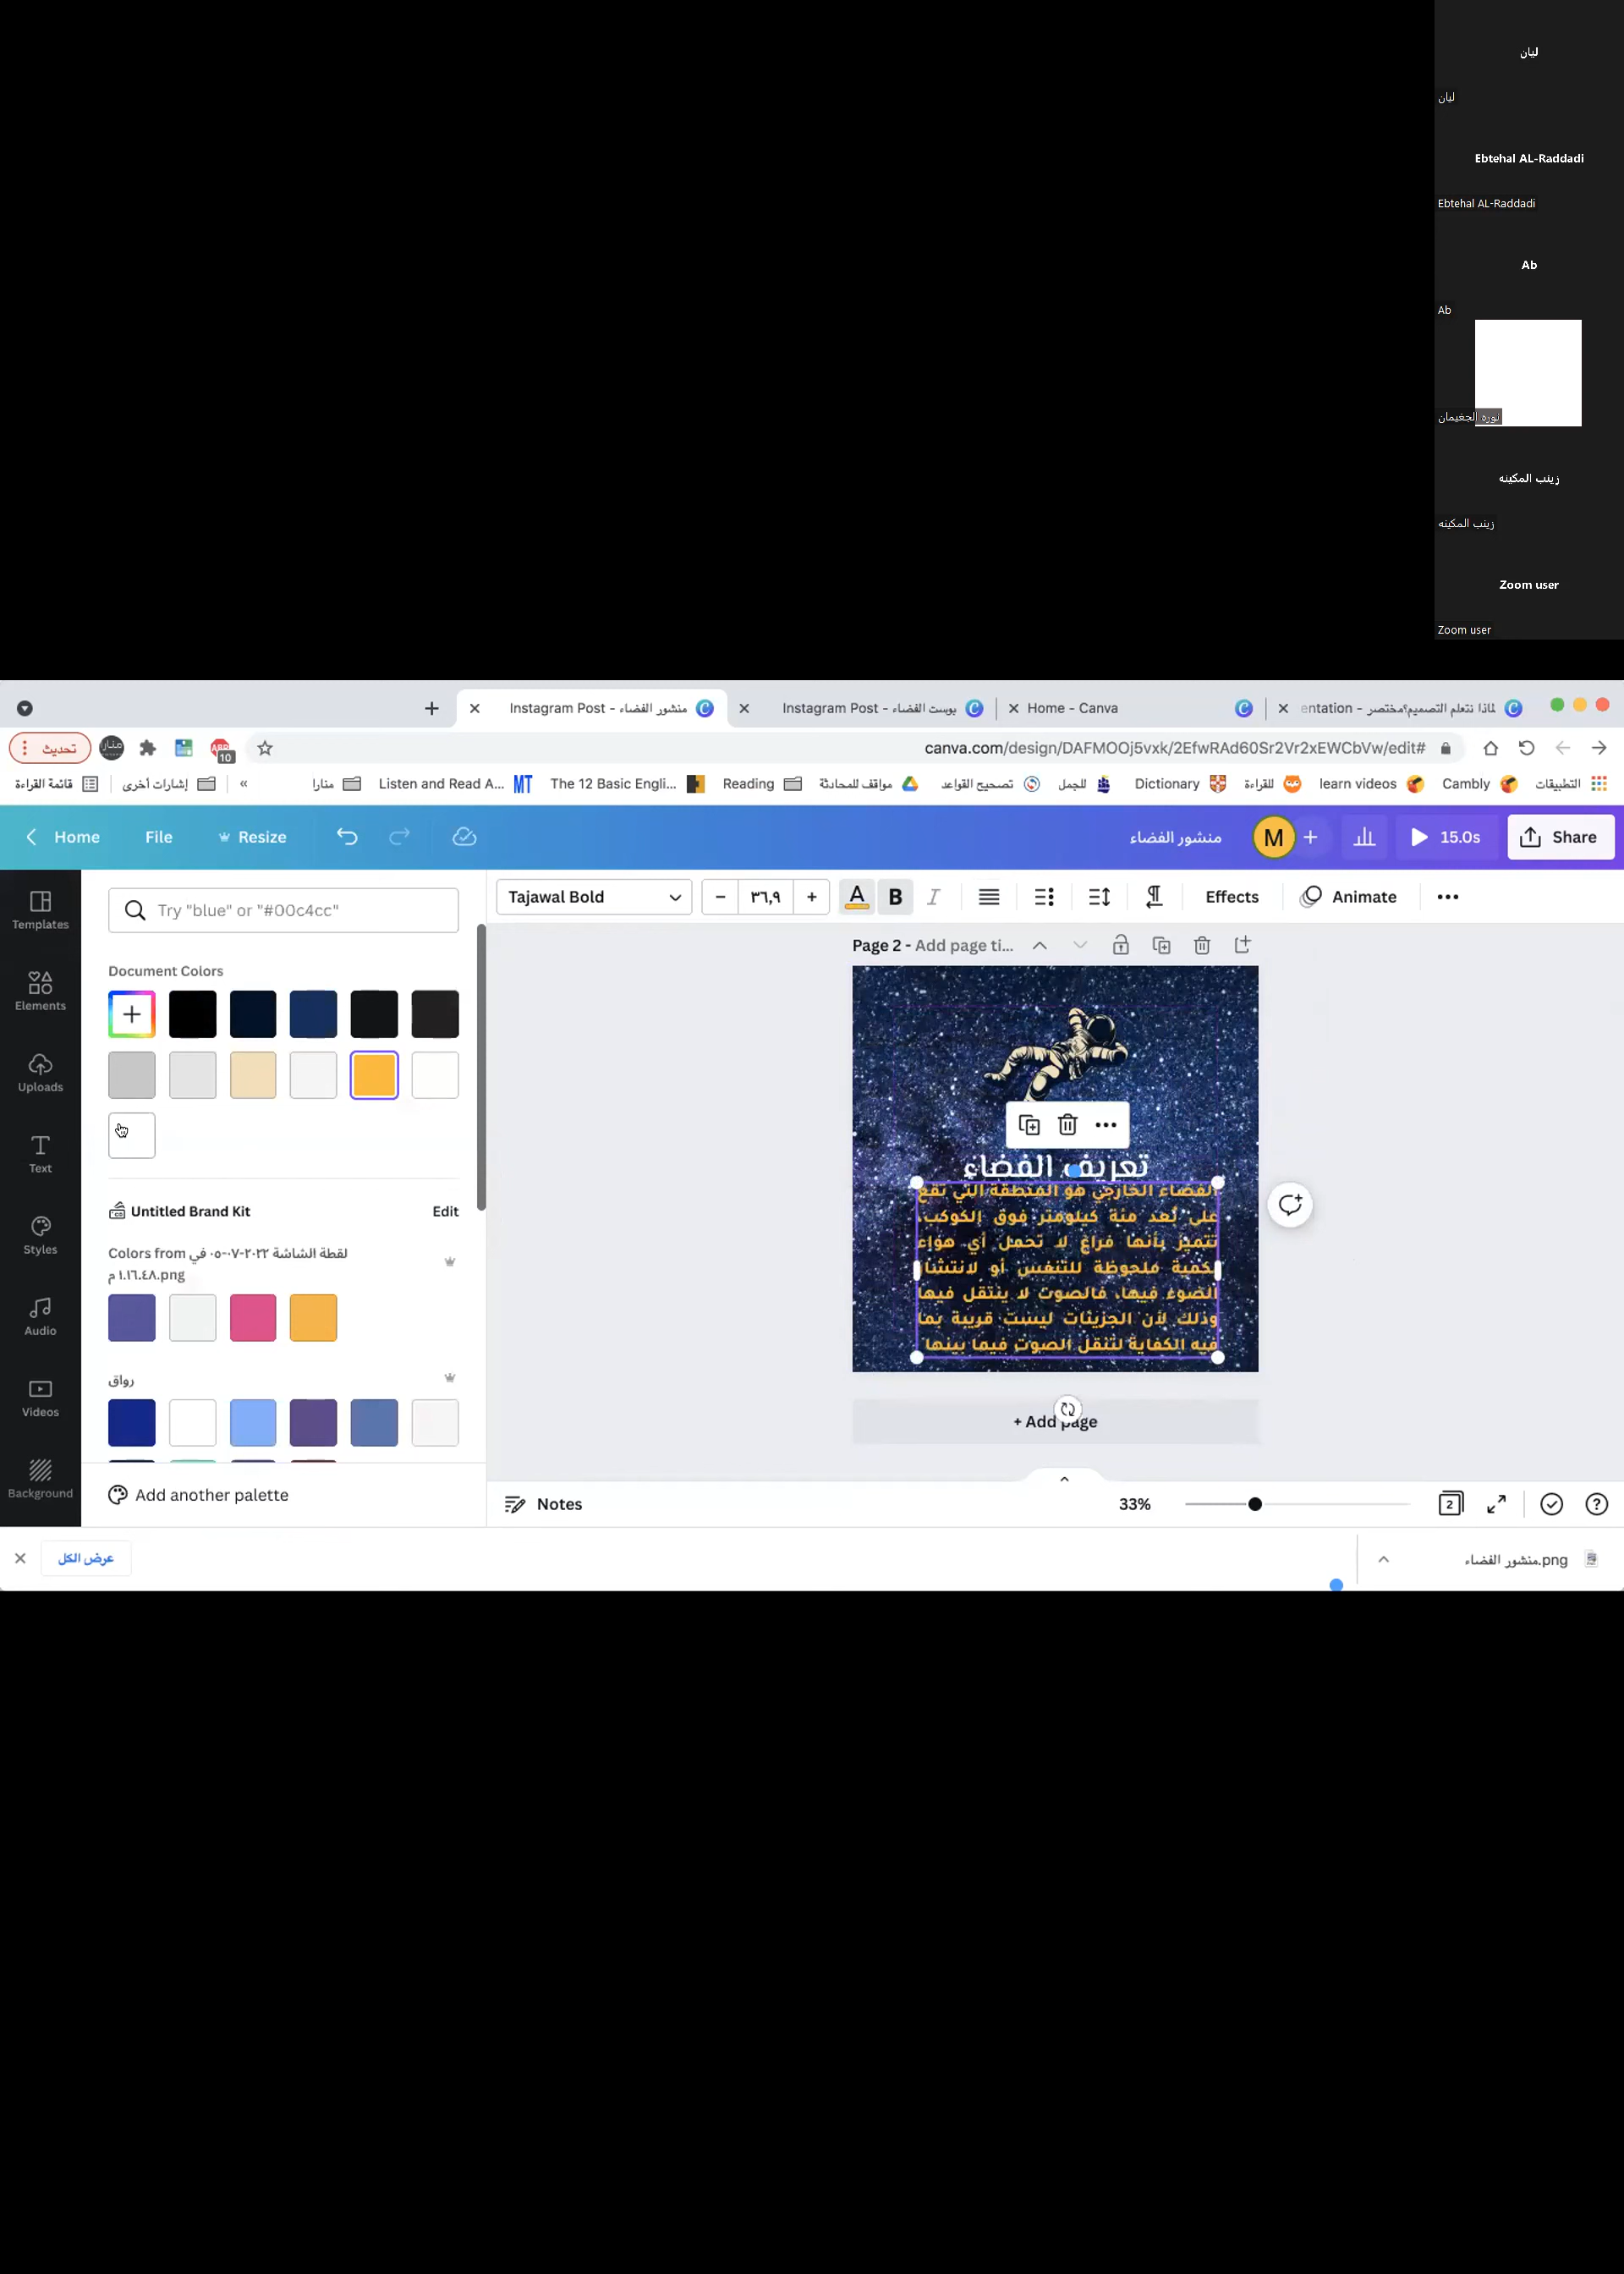 ليان
ليان
Ebtehal AL-Raddadi
Ebtehal AL-Raddadi
Ab
Ab
نوره الجغيمان
زينب المكينه
زينب المكينه
Zoom user
Zoom user
منشور الفضاء - Instagram Post
بوست الفضاء - Instagram Post
Home - Canva
لماذا نتعلم التصميم؟مختصر - entation
تحديث
منار
10
canva.com/design/DAFMOOj5vxk/2EfwRAd60Sr2Vr2xEWCbVw/edit#
قائمة القراءة
إشارات أخرى
»
منارا
Listen and Read A...
MT
The 12 Basic Engli...
Reading
مواقف للمحادثة
تصحيح القواعد
للجمل
Dictionary
للقراءة
learn videos
Cambly
التطبيقات
Home
File
Resize
منشور الفضاء
M
15.0s
Share
Templates
Elements
Uploads
Text
Styles
Audio
Videos
Background
Try "blue" or "#00c4cc"
Document Colors
Untitled Brand Kit
Edit
Colors from لقطة الشاشة ٢٠٢٢-٠٧-٠٥ في
١.١٦.٤٨ م.png
رواق
Add another palette
Tajawal Bold
٣٦,٩
A
B
I
Effects
Animate
Page 2 - Add page ti...
تعريف الفضاء
الفضاء الخارجي هو المنطقة التي تقع
على بُعد مئة كيلومتر فوق الكوكب،
تتميز بأنها فراغ لا تحمل أي هواء
بكمية ملحوظة للتنفس أو لانتشار
الضوء فيها، فالصوت لا ينتقل فيها
وذلك لأن الجزيئات ليست قريبة بما
فيه الكفاية لتنقل الصوت فيما بينها
+ Add page
Notes
33%
2
عرض الكل
منشور الفضاء.png